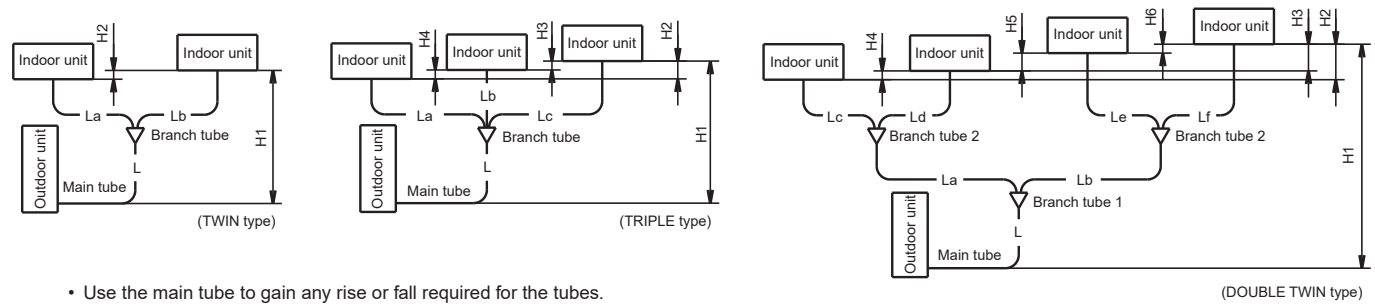 H2
Indoor unit
Indoor unit
La
Lb
Branch tube
H1
Outdoor unit
L
Main tube
(TWIN type)
H4
H3
H2
Indoor unit
Indoor unit
Indoor unit
Lb
La
Lc
Branch tube
H1
Outdoor unit
L
Main tube
(TRIPLE type)
H4
H5
H6
H3
H2
Indoor unit
Indoor unit
Indoor unit
Indoor unit
Lc
Ld
Le
Lf
Branch tube 2
Branch tube 2
H1
La
Lb
Branch tube 1
Outdoor unit
L
Main tube
(DOUBLE TWIN type)
• Use the main tube to gain any rise or fall required for the tubes.